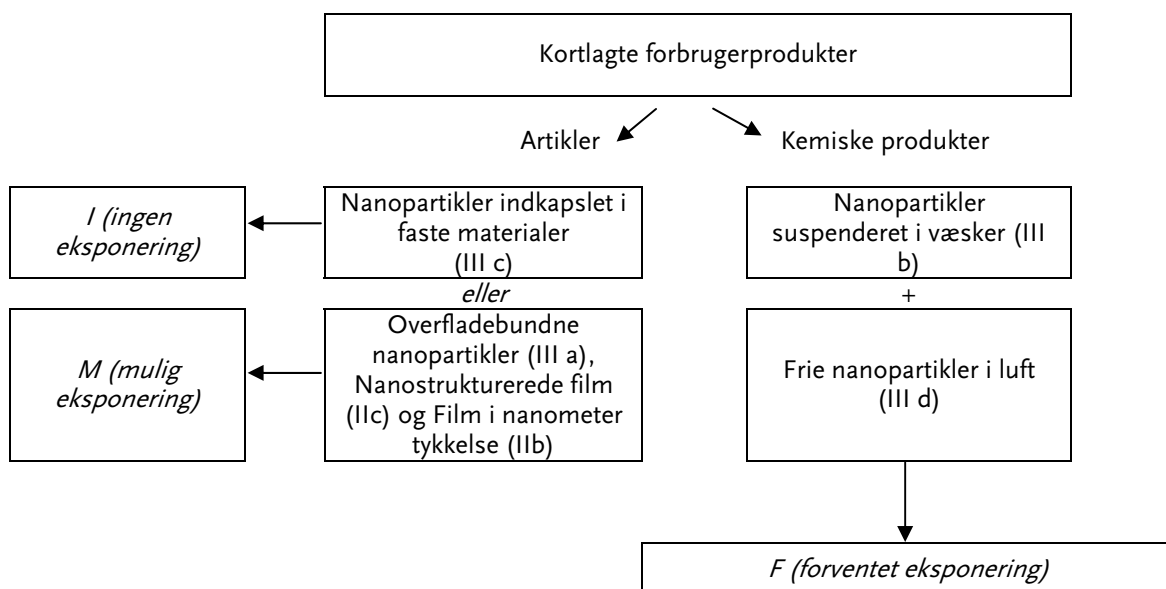 Kortlagte forbrugerprodukter
Artikler
Kemiske produkter
I (ingen
eksponering)
Nanopartikler indkapslet i
faste materialer
(III c)
Nanopartikler
suspenderet i væsker (III
b)
eller
+
M (mulig
eksponering)
Overfladebundne
nanopartikler (III a),
Nanostrukturerede film
(IIc) og Film i nanometer
tykkelse (IIb)
Frie nanopartikler i luft
(III d)
F (forventet eksponering)